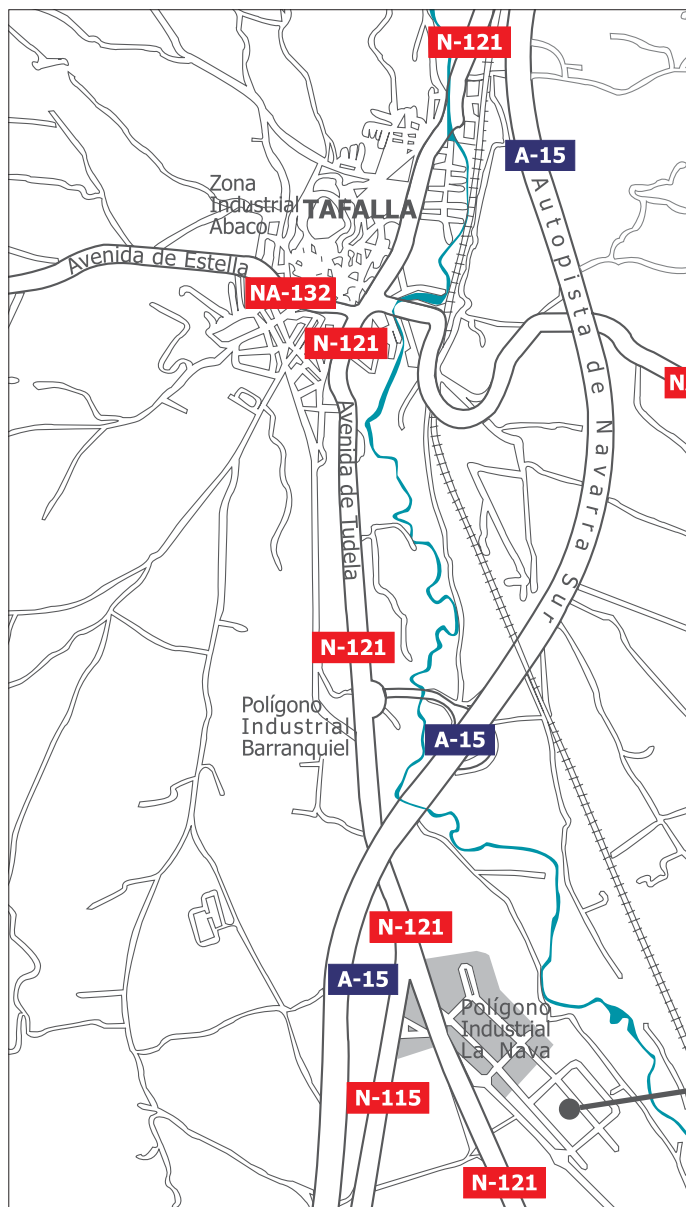 N-121
A-15
Zona
Industrial
Abaco
TAFALLA
Autopista de Navarra Sur
Avenida de Estella
NA-132
N-121
N
Avenida de Tudela
N-121
Polígono
Industrial
Barranquiel
A-15
N-121
A-15
Polígono
Industrial
La Nava
N-115
N-121